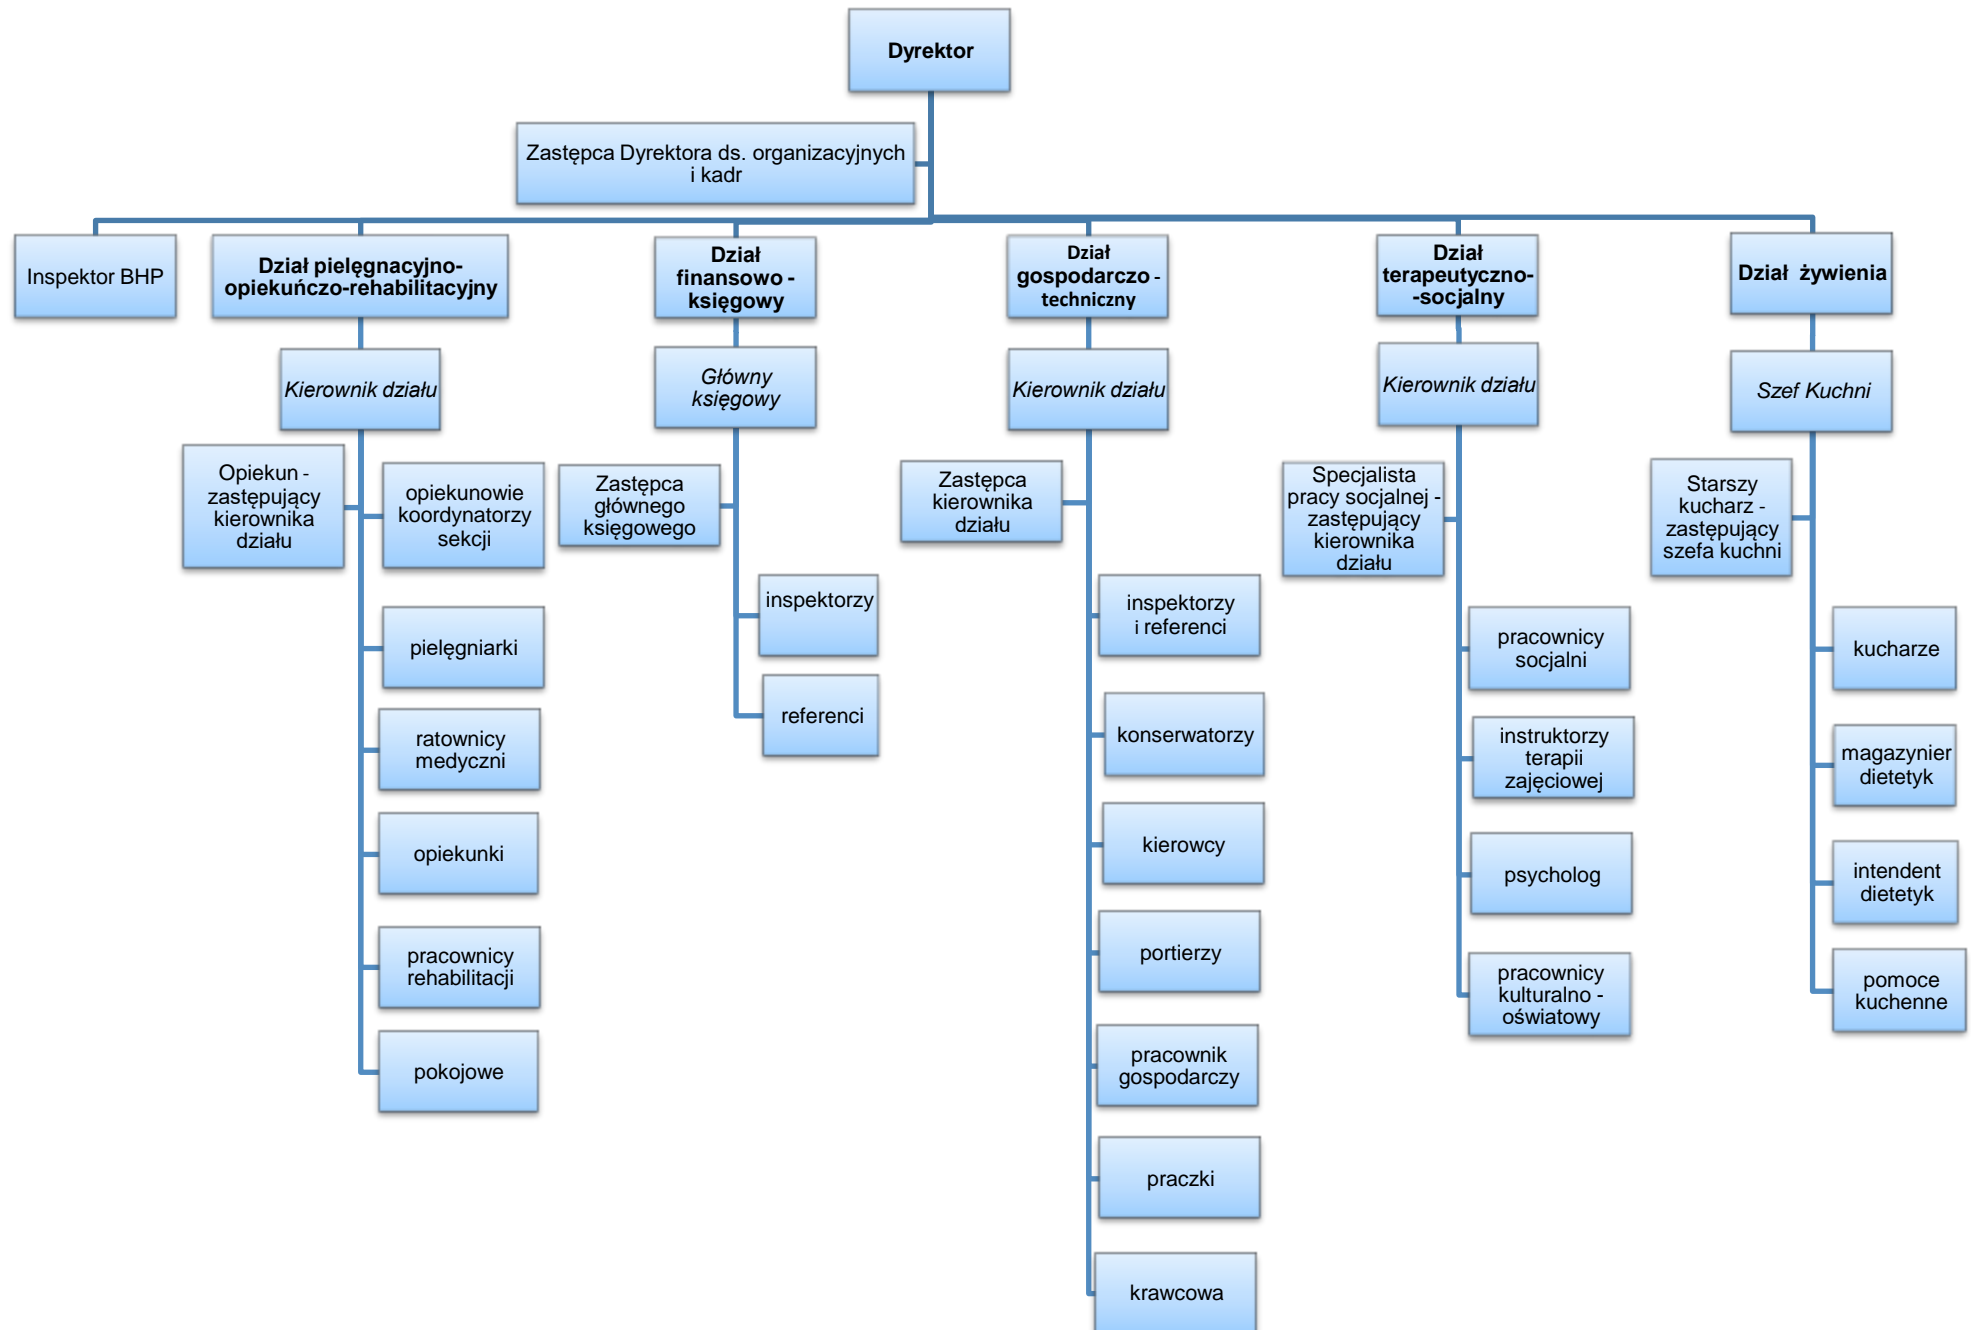 Dyrektor
Zastępca Dyrektora ds. organizacyjnych
i kadr
Inspektor BHP
Dział pielęgnacyjno-
opiekuńczo-rehabilitacyjny
Dział
finansowo -
księgowy
Dział
gospodarczo -
techniczny
Dział
terapeutyczno-
-socjalny
Dział żywienia
Kierownik działu
Główny
księgowy
Kierownik działu
Kierownik działu
Szef Kuchni
Opiekun -
zastępujący
kierownika
działu
opiekunowie
koordynatorzy
sekcji
pielęgniarki
ratownicy
medyczni
opiekunki
pracownicy
rehabilitacji
pokojowe
Zastępca
głównego
księgowego
inspektorzy
referenci
Zastępca
kierownika
działu
inspektorzy
i referenci
konserwatorzy
kierowcy
portierzy
pracownik
gospodarczy
praczki
krawcowa
Specjalista
pracy socjalnej -
zastępujący
kierownika
działu
pracownicy
socjalni
instruktorzy
terapii
zajęciowej
psycholog
pracownicy
kulturalno -
oświatowy
Starszy
kucharz -
zastępujący
szefa kuchni
kucharze
magazynier
dietetyk
intendent
dietetyk
pomoce
kuchenne